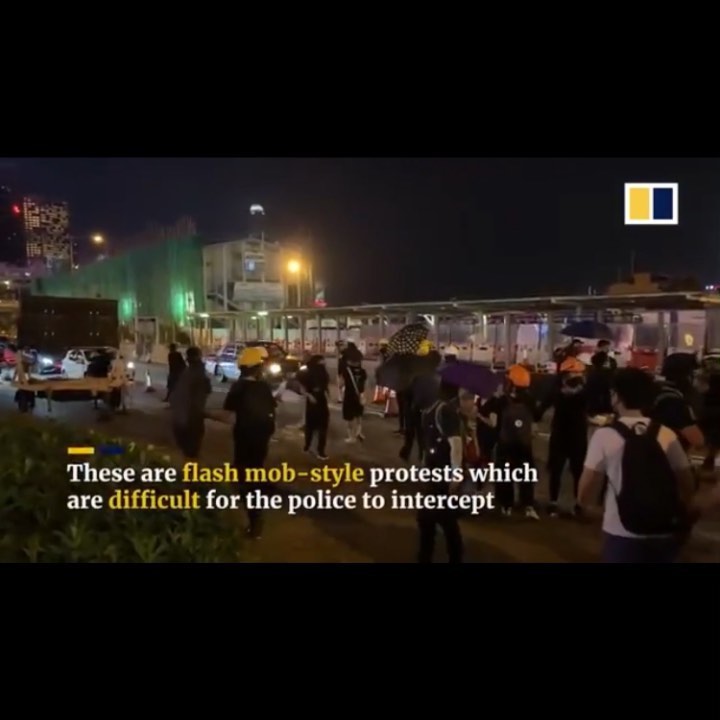 These are flash mob-style protests which
are difficult for the police to intercept